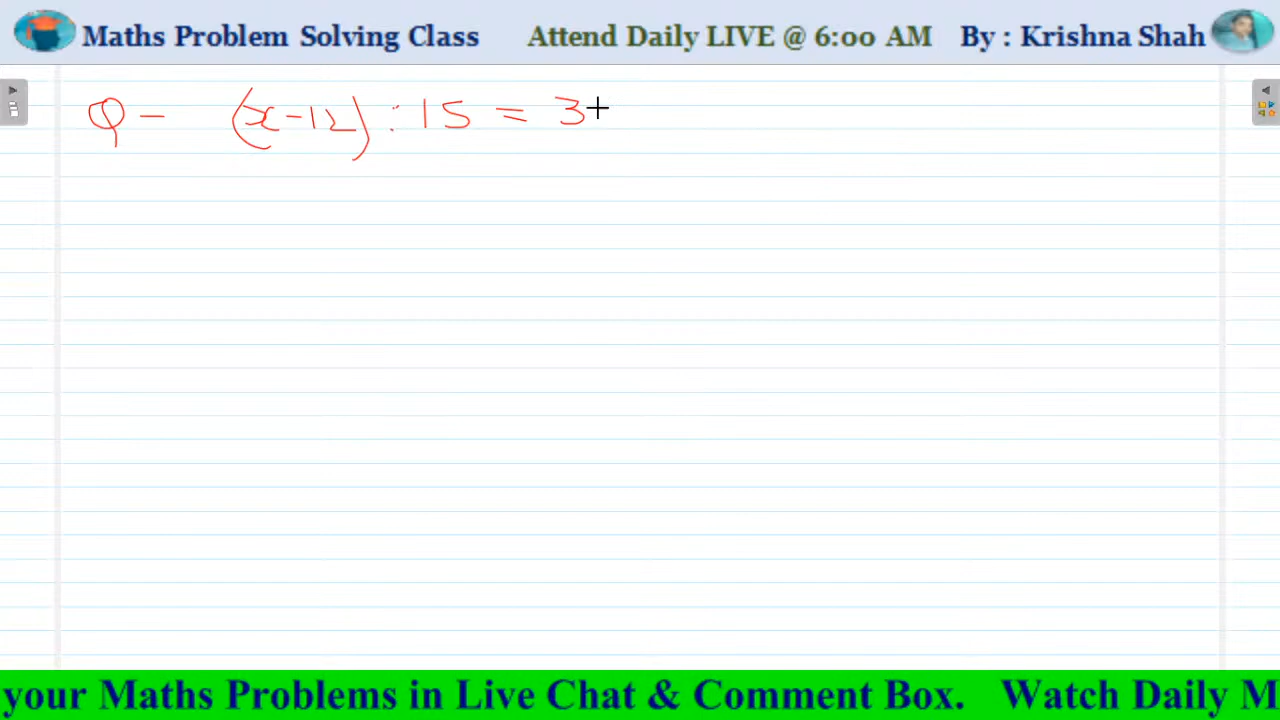 Maths Problem Solving Class Attend Daily LIVE @ 6:00 AM By : Krishna Shah
Q - (x-12) : 15 = 3
your Maths Problems in Live Chat & Comment Box. Watch Daily M